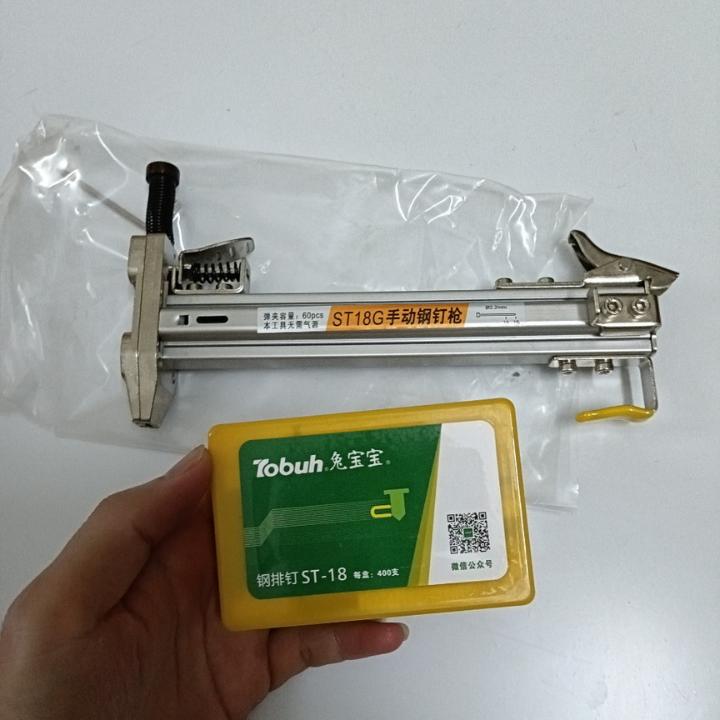 弹夹容量：60pcs
本工具无需气源
ST18G手动钢钉枪
Tobuh® 兔宝宝®
钢排钉 ST-18 每盒：400支
微信公众号